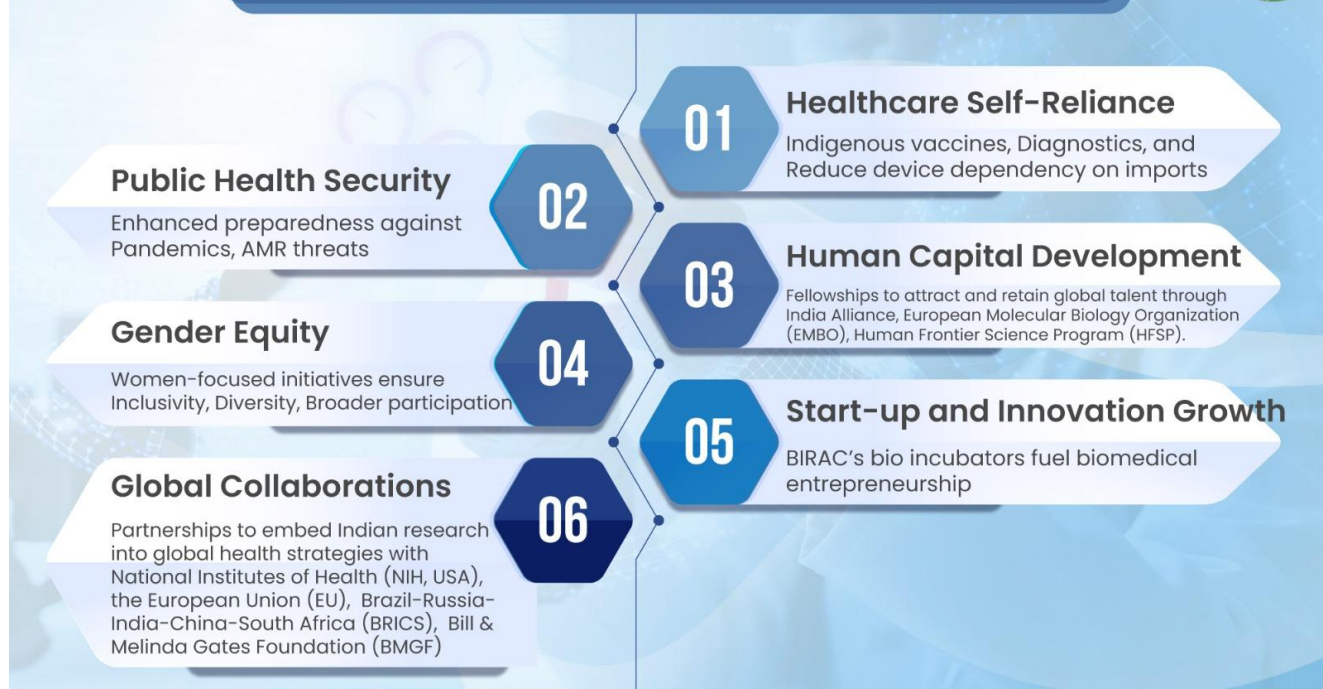 01
Healthcare Self-Reliance
Indigenous vaccines, Diagnostics, and
Reduce device dependency on imports
02
Public Health Security
Enhanced preparedness against
Pandemics, AMR threats
03
Human Capital Development
Fellowships to attract and retain global talent through
India Alliance, European Molecular Biology Organization
(EMBO), Human Frontier Science Program (HFSP).
04
Gender Equity
Women-focused initiatives ensure
Inclusivity, Diversity, Broader participation
05
Start-up and Innovation Growth
BIRAC’s bio incubators fuel biomedical
entrepreneurship
06
Global Collaborations
Partnerships to embed Indian research
into global health strategies with
National Institutes of Health (NIH, USA),
the European Union (EU), Brazil-Russia-
India-China-South Africa (BRICS), Bill &
Melinda Gates Foundation (BMGF)